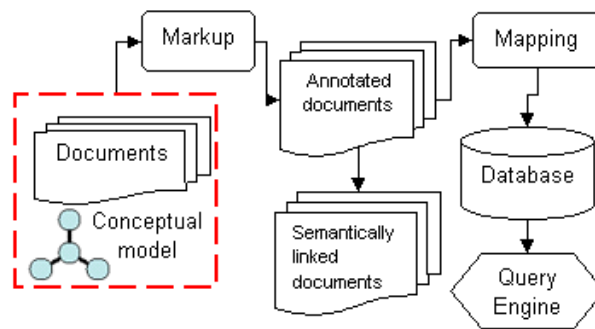 Markup
Mapping
Annotated
documents
Documents
Database
Conceptual
model
Semantically
linked
documents
Query
Engine